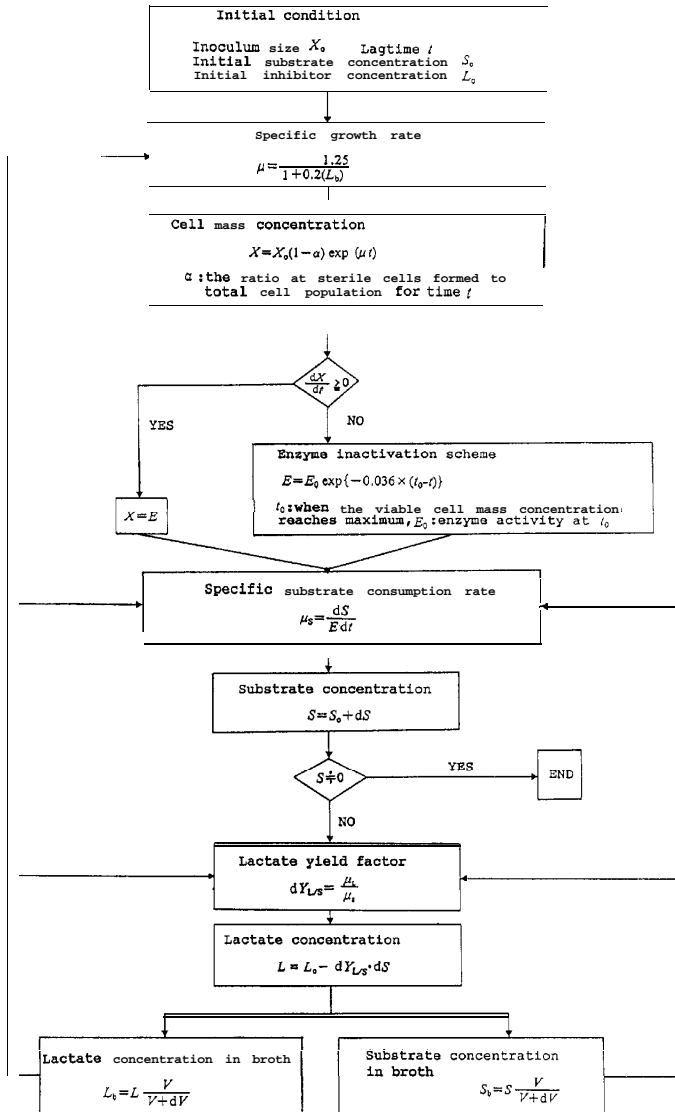 Initial condition
Inoculum size X₀ Lagtime t
Initial substrate concentration S₀
Initial inhibitor concentration L₀
Specific growth rate
μ = 1.25 / 1+0.2(L_b)
Cell mass concentration
X=X₀(1−α) exp (μt)
α :the ratio at sterile cells formed to
total cell population for time t
dX/dt ≧ 0
YES
NO
Enzyme inactivation scheme
E=E₀ exp{−0.036×(t₀-t)}
t₀:when the viable cell mass concentration
reaches maximum, E₀ :enzyme activity at t₀
X=E
Specific substrate consumption rate
μ_S = dS / E dt
Substrate concentration
S=S₀+dS
S≑0
YES
END
NO
Lactate yield factor
dY_L/S = μ_L / μ_s
Lactate concentration
L = L₀− dY_L/S·dS
Lactate concentration in broth
L_b = L V / V+dV
Substrate concentration
in broth
S_b = S V / V+dV